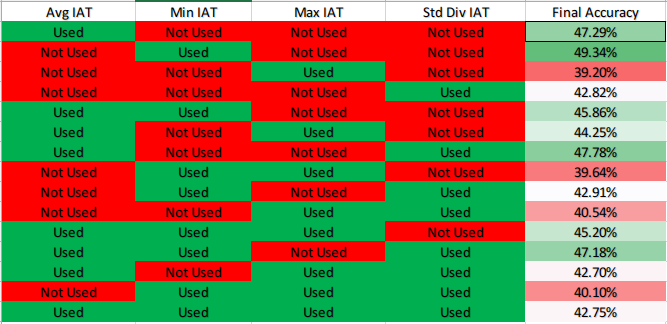 Avg IAT Min IAT Max IAT Std Div IAT Final Accuracy
Used Not Used Not Used Not Used 47.29%
Not Used Used Not Used Not Used 49.34%
Not Used Not Used Used Not Used 39.20%
Not Used Not Used Not Used Used 42.82%
Used Used Not Used Not Used 45.86%
Used Not Used Used Not Used 44.25%
Used Not Used Not Used Used 47.78%
Not Used Used Used Not Used 39.64%
Not Used Used Not Used Used 42.91%
Not Used Not Used Used Used 40.54%
Used Used Used Not Used 45.20%
Used Used Not Used Used 47.18%
Used Not Used Used Used 42.70%
Not Used Used Used Used 40.10%
Used Used Used Used 42.75%